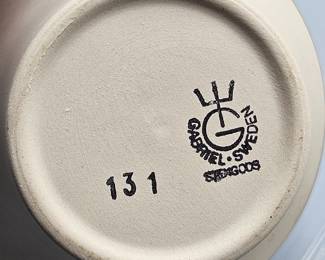 G
GABRIEL · SWEDEN
STENGODS
131